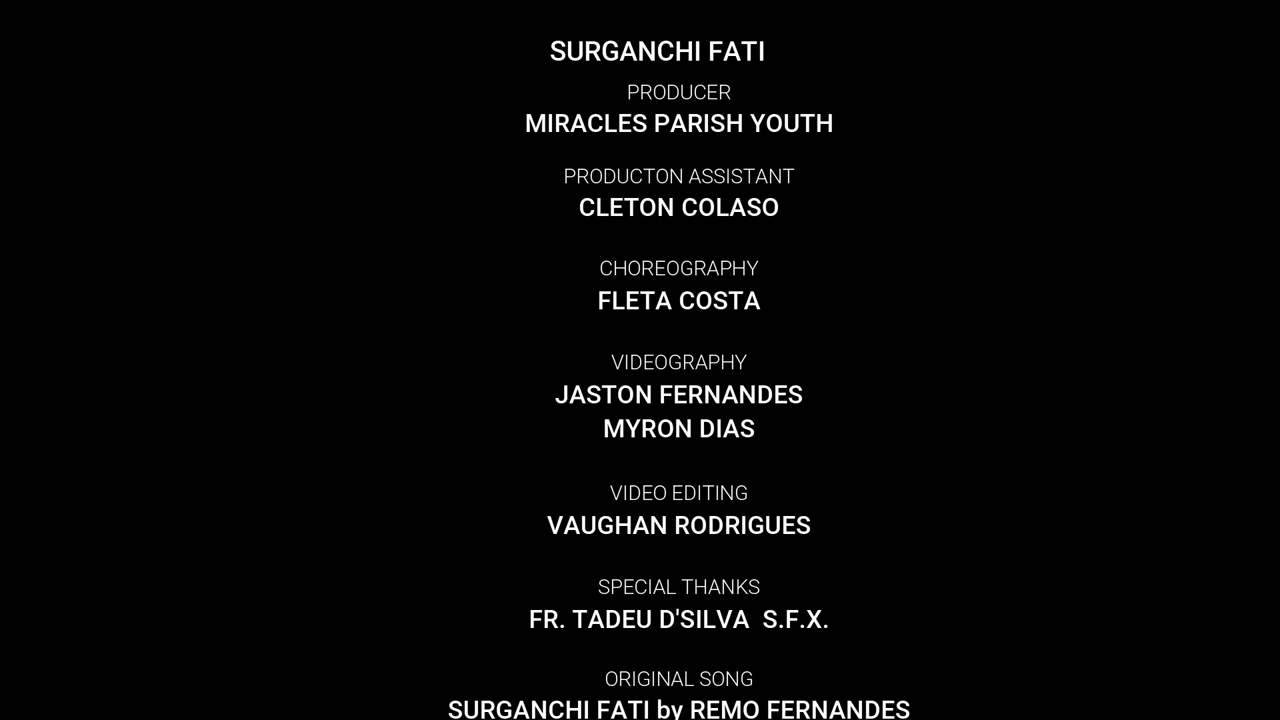 SURGANCHI FATI
PRODUCER
MIRACLES PARISH YOUTH
PRODUCTON ASSISTANT
CLETON COLASO
CHOREOGRAPHY
FLETA COSTA
VIDEOGRAPHY
JASTON FERNANDES
MYRON DIAS
VIDEO EDITING
VAUGHAN RODRIGUES
SPECIAL THANKS
FR. TADEU D'SILVA  S.F.X.
ORIGINAL SONG
SURGANCHI FATI by REMO FERNANDES